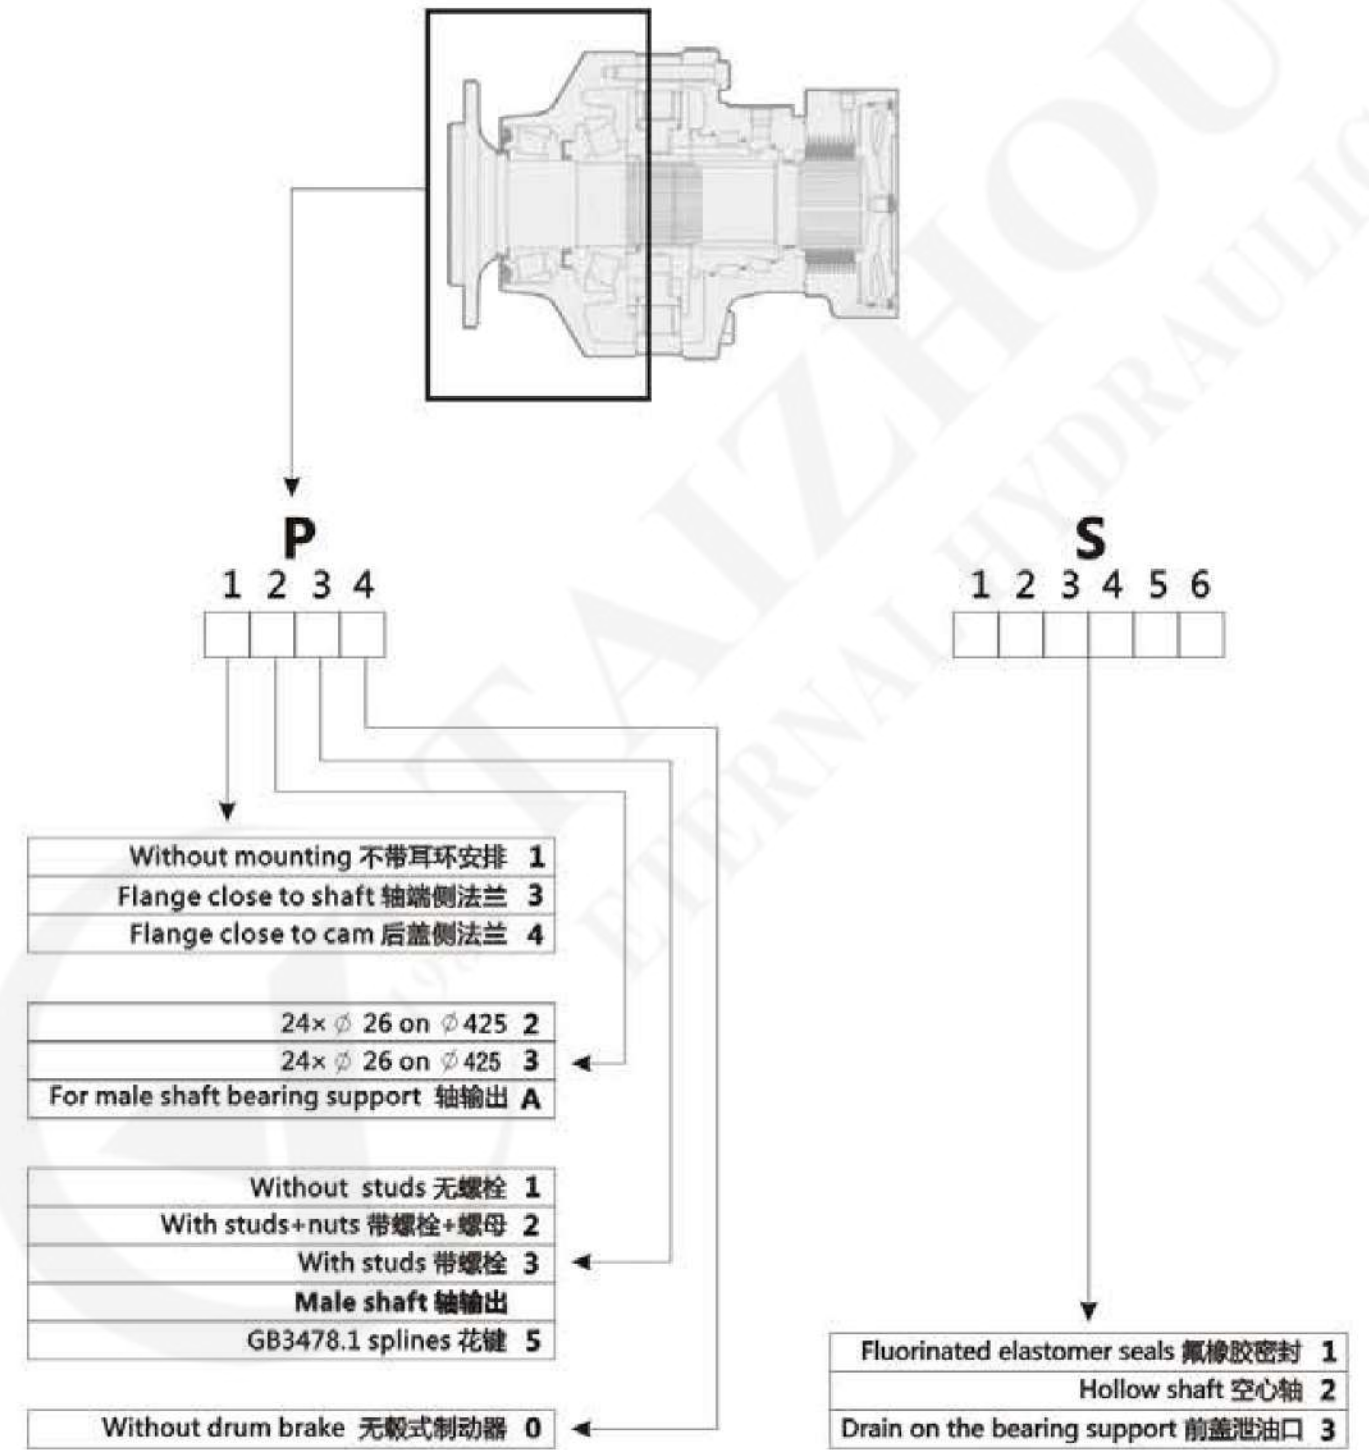 P
1 2 3 4
Without mounting 不带耳环安排 1
Flange close to shaft 轴端侧法兰 3
Flange close to cam 后盖侧法兰 4
24× ∅ 26 on ∅ 425 2
24× ∅ 26 on ∅ 425 3
For male shaft bearing support 轴输出 A
Without studs 无螺栓 1
With studs+nuts 带螺栓+螺母 2
With studs 带螺栓 3
Male shaft 轴输出
GB3478.1 splines 花键 5
Without drum brake 无毂式制动器 0
S
1 2 3 4 5 6
Fluorinated elastomer seals 氟橡胶密封 1
Hollow shaft 空心轴 2
Drain on the bearing support 前盖泄油口 3
TAIZHOU
ETERNAL HYDRAULIC